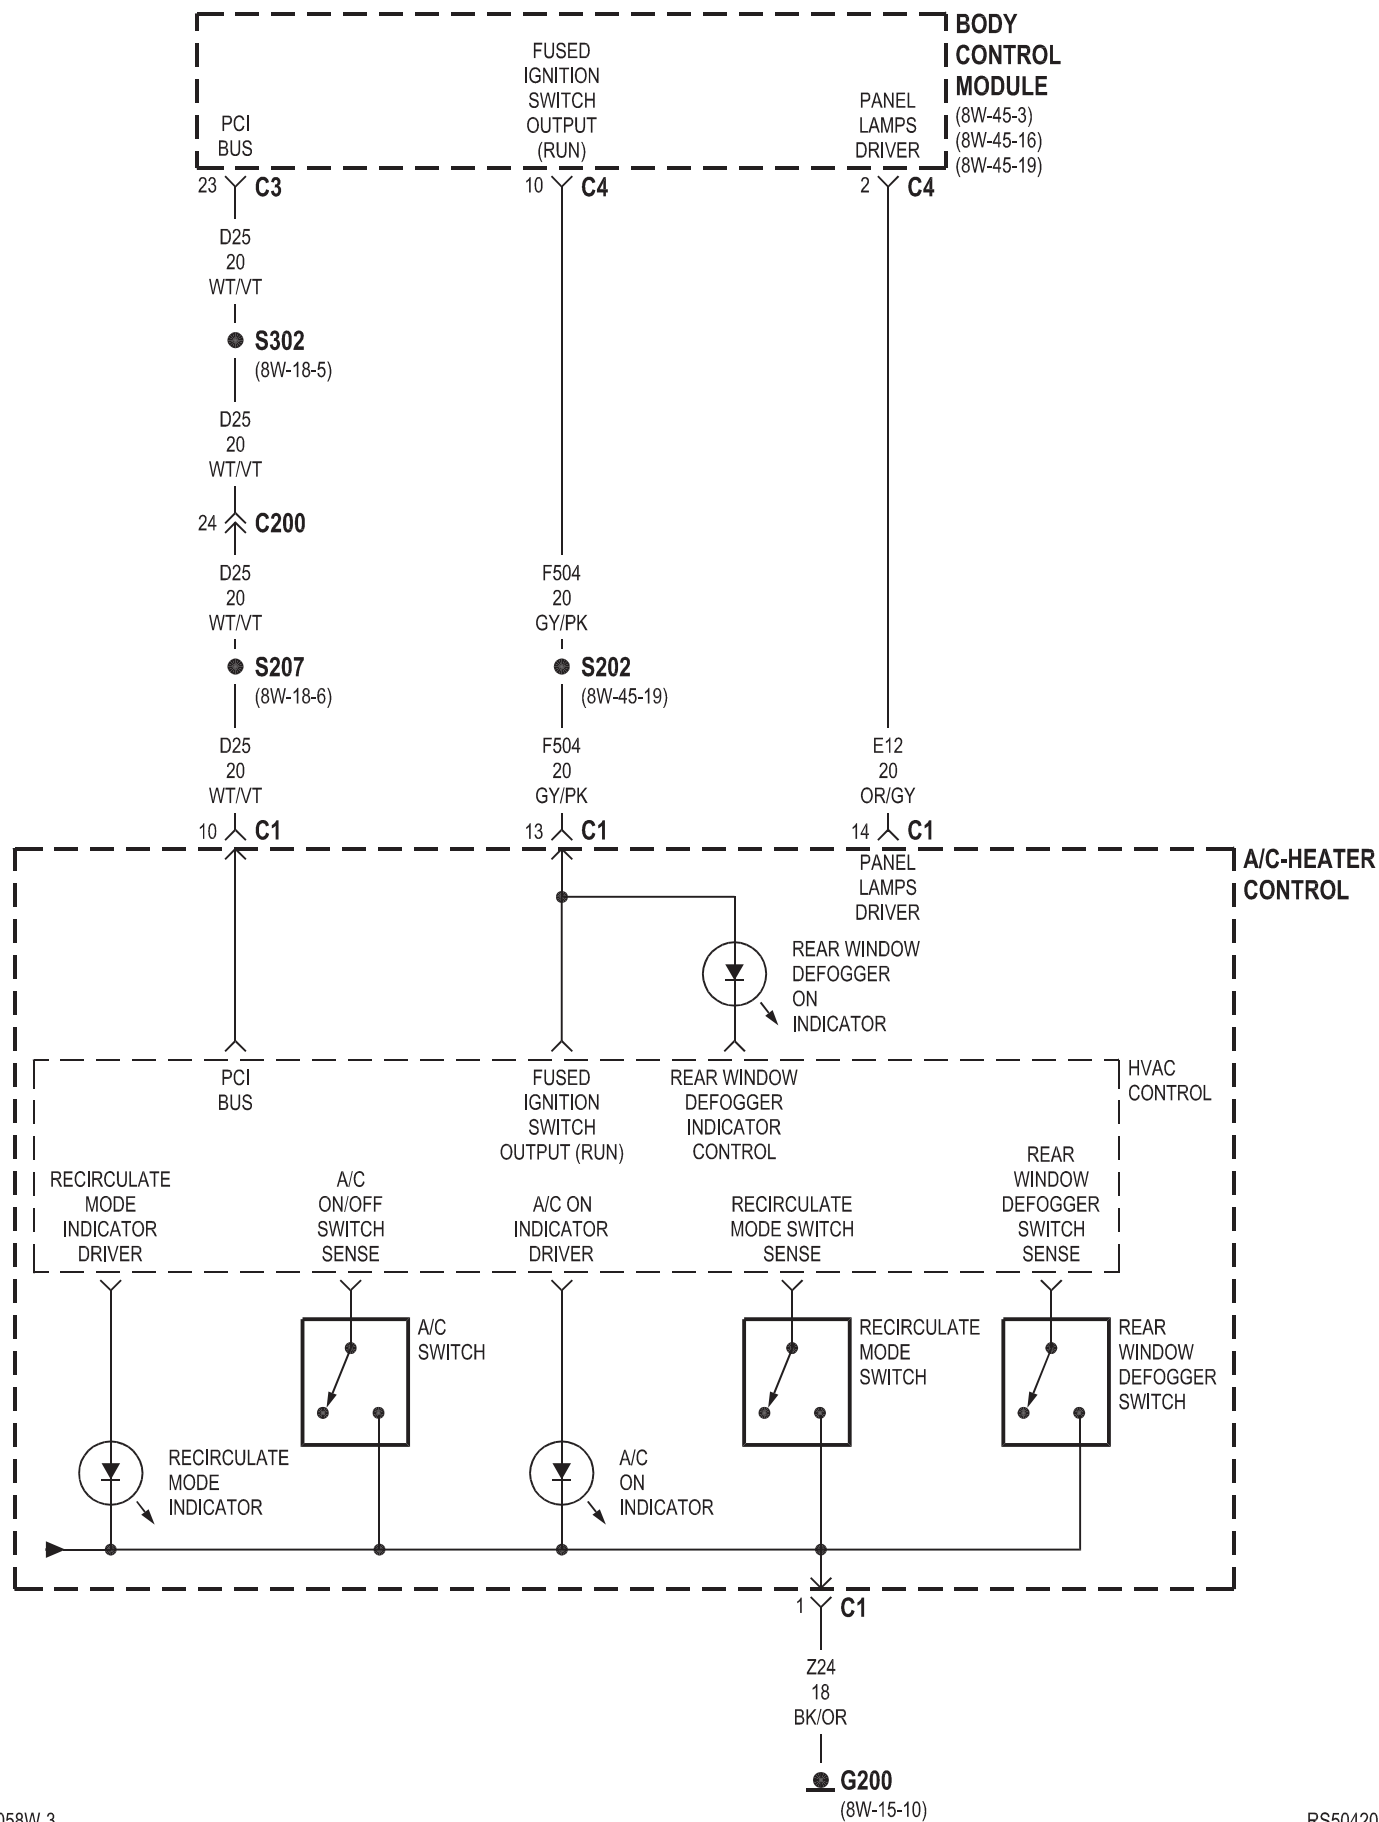 BODY
CONTROL
MODULE
(8W-45-3)
(8W-45-16)
(8W-45-19)
PCI
BUS
FUSED
IGNITION
SWITCH
OUTPUT
(RUN)
PANEL
LAMPS
DRIVER
23 C3
10 C4
2 C4
D25
20
WT/VT
S302
(8W-18-5)
D25
20
WT/VT
24 C200
D25
20
WT/VT
S207
(8W-18-6)
D25
20
WT/VT
10 C1
F504
20
GY/PK
S202
(8W-45-19)
F504
20
GY/PK
13 C1
E12
20
OR/GY
14 C1
A/C-HEATER
CONTROL
PANEL
LAMPS
DRIVER
REAR WINDOW
DEFOGGER
ON
INDICATOR
HVAC
CONTROL
PCI
BUS
FUSED
IGNITION
SWITCH
OUTPUT (RUN)
REAR WINDOW
DEFOGGER
INDICATOR
CONTROL
RECIRCULATE
MODE
INDICATOR
DRIVER
A/C
ON/OFF
SWITCH
SENSE
A/C ON
INDICATOR
DRIVER
RECIRCULATE
MODE SWITCH
SENSE
REAR
WINDOW
DEFOGGER
SWITCH
SENSE
A/C
SWITCH
RECIRCULATE
MODE
SWITCH
REAR
WINDOW
DEFOGGER
SWITCH
RECIRCULATE
MODE
INDICATOR
A/C
ON
INDICATOR
1 C1
Z24
18
BK/OR
G200
(8W-15-10)
058W-3
RS50420